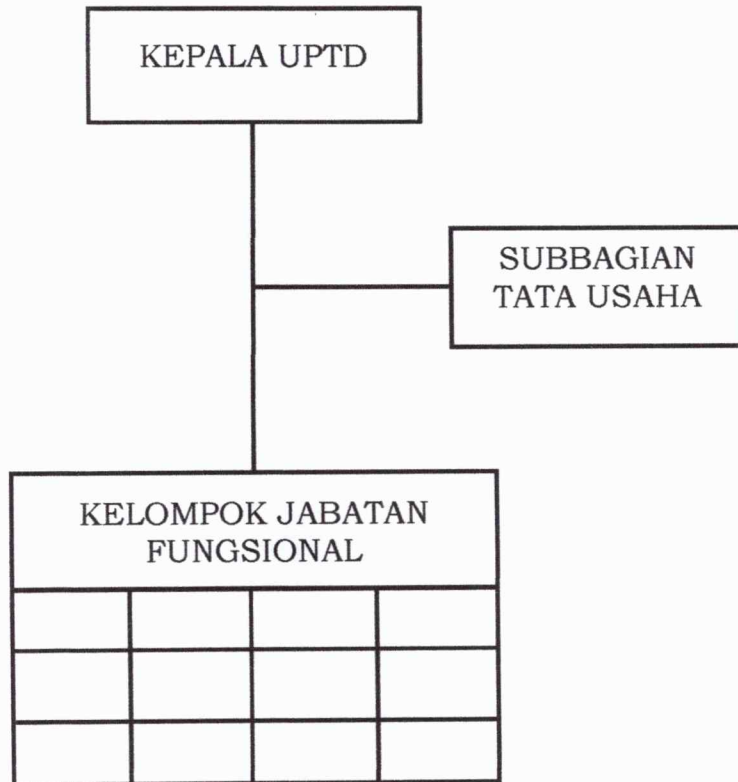 KEPALA UPTD
SUBBAGIAN
TATA USAHA
KELOMPOK JABATAN
FUNGSIONAL